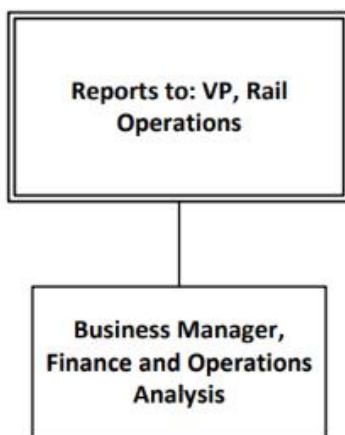 Reports to: VP, Rail
Operations
Business Manager,
Finance and Operations
Analysis